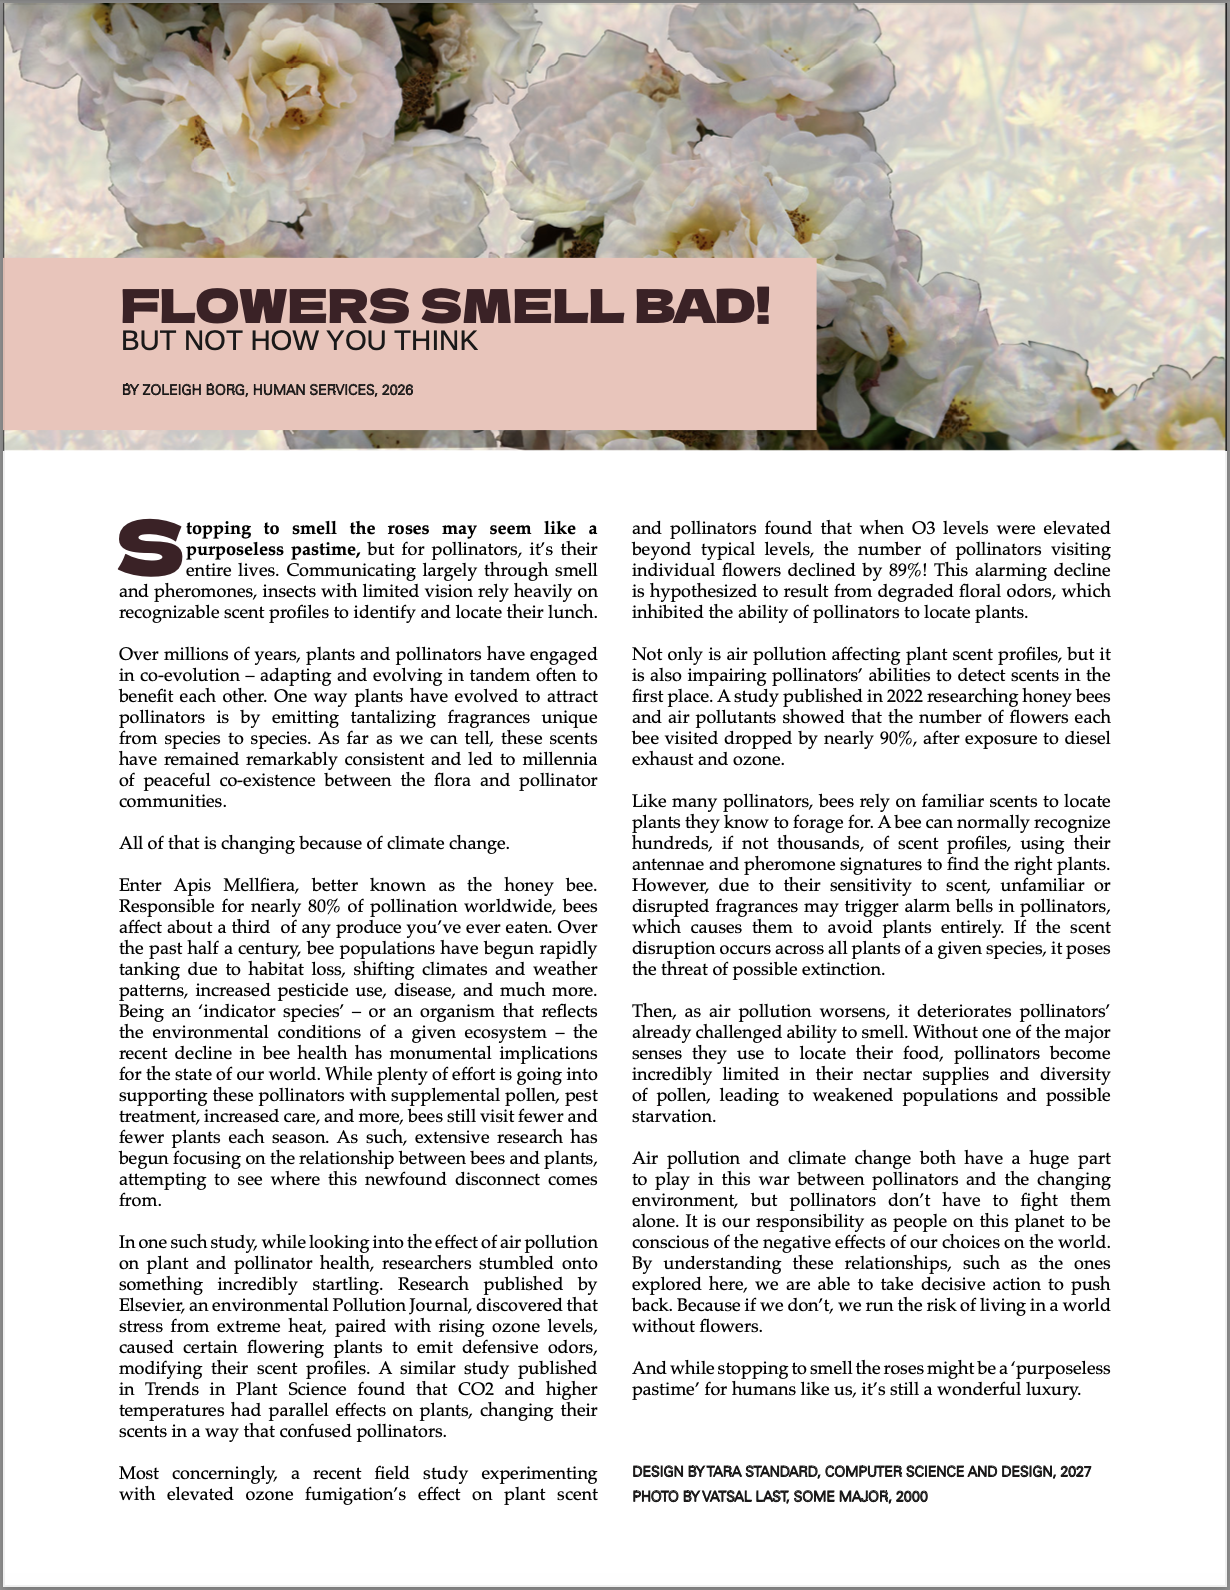 FLOWERS SMELL BAD!
BUT NOT HOW YOU THINK
BY ZOLEIGH BORG, HUMAN SERVICES, 2026
Stopping to smell the roses may seem like a
purposeless pastime, but for pollinators, it's their
entire lives. Communicating largely through smell
and pheromones, insects with limited vision rely heavily on
recognizable scent profiles to identify and locate their lunch.
Over millions of years, plants and pollinators have engaged
in co-evolution – adapting and evolving in tandem often to
benefit each other. One way plants have evolved to attract
pollinators is by emitting tantalizing fragrances unique
from species to species. As far as we can tell, these scents
have remained remarkably consistent and led to millennia
of peaceful co-existence between the flora and pollinator
communities.
All of that is changing because of climate change.
Enter Apis Mellfiera, better known as the honey bee.
Responsible for nearly 80% of pollination worldwide, bees
affect about a third of any produce you've ever eaten. Over
the past half a century, bee populations have begun rapidly
tanking due to habitat loss, shifting climates and weather
patterns, increased pesticide use, disease, and much more.
Being an 'indicator species' – or an organism that reflects
the environmental conditions of a given ecosystem – the
recent decline in bee health has monumental implications
for the state of our world. While plenty of effort is going into
supporting these pollinators with supplemental pollen, pest
treatment, increased care, and more, bees still visit fewer and
fewer plants each season. As such, extensive research has
begun focusing on the relationship between bees and plants,
attempting to see where this newfound disconnect comes
from.
In one such study, while looking into the effect of air pollution
on plant and pollinator health, researchers stumbled onto
something incredibly startling. Research published by
Elsevier, an environmental Pollution Journal, discovered that
stress from extreme heat, paired with rising ozone levels,
caused certain flowering plants to emit defensive odors,
modifying their scent profiles. A similar study published
in Trends in Plant Science found that CO2 and higher
temperatures had parallel effects on plants, changing their
scents in a way that confused pollinators.
Most concerningly, a recent field study experimenting
with elevated ozone fumigation's effect on plant scent
and pollinators found that when O3 levels were elevated
beyond typical levels, the number of pollinators visiting
individual flowers declined by 89%! This alarming decline
is hypothesized to result from degraded floral odors, which
inhibited the ability of pollinators to locate plants.
Not only is air pollution affecting plant scent profiles, but it
is also impairing pollinators' abilities to detect scents in the
first place. A study published in 2022 researching honey bees
and air pollutants showed that the number of flowers each
bee visited dropped by nearly 90%, after exposure to diesel
exhaust and ozone.
Like many pollinators, bees rely on familiar scents to locate
plants they know to forage for. A bee can normally recognize
hundreds, if not thousands, of scent profiles, using their
antennae and pheromone signatures to find the right plants.
However, due to their sensitivity to scent, unfamiliar or
disrupted fragrances may trigger alarm bells in pollinators,
which causes them to avoid plants entirely. If the scent
disruption occurs across all plants of a given species, it poses
the threat of possible extinction.
Then, as air pollution worsens, it deteriorates pollinators'
already challenged ability to smell. Without one of the major
senses they use to locate their food, pollinators become
incredibly limited in their nectar supplies and diversity
of pollen, leading to weakened populations and possible
starvation.
Air pollution and climate change both have a huge part
to play in this war between pollinators and the changing
environment, but pollinators don't have to fight them
alone. It is our responsibility as people on this planet to be
conscious of the negative effects of our choices on the world.
By understanding these relationships, such as the ones
explored here, we are able to take decisive action to push
back. Because if we don't, we run the risk of living in a world
without flowers.
And while stopping to smell the roses might be a 'purposeless
pastime' for humans like us, it's still a wonderful luxury.
DESIGN BY TARA STANDARD, COMPUTER SCIENCE AND DESIGN, 2027
PHOTO BY VATSAL LAST, SOME MAJOR, 2000